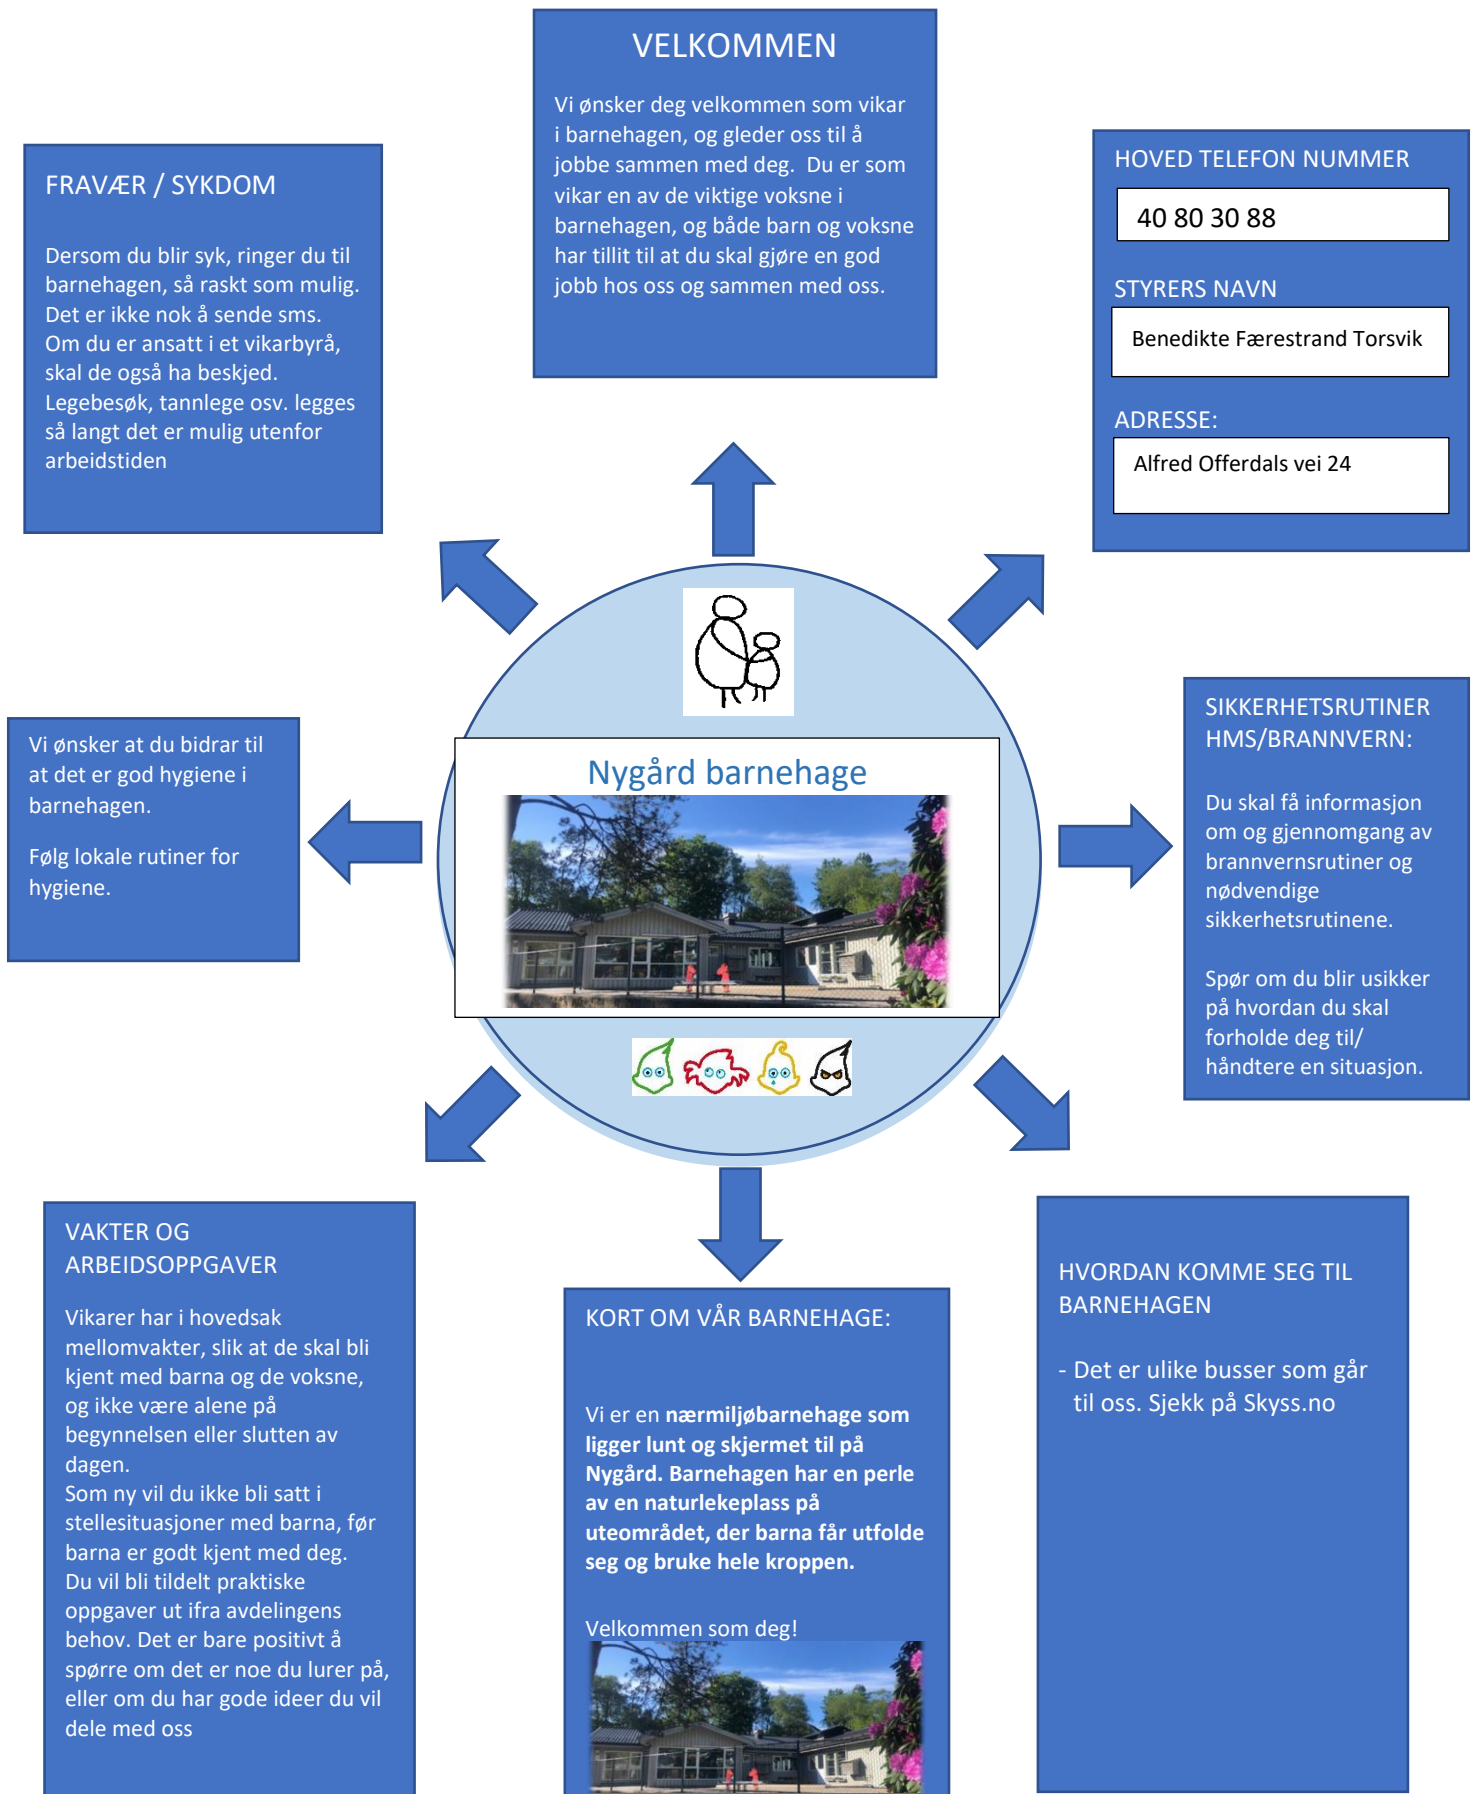 VELKOMMEN
Vi ønsker deg velkommen som vikar
i barnehagen, og gleder oss til å
jobbe sammen med deg.  Du er som
vikar en av de viktige voksne i
barnehagen, og både barn og voksne
har tillit til at du skal gjøre en god
jobb hos oss og sammen med oss.
FRAVÆR / SYKDOM
Dersom du blir syk, ringer du til
barnehagen, så raskt som mulig.
Det er ikke nok å sende sms.
Om du er ansatt i et vikarbyrå,
skal de også ha beskjed.
Legebesøk, tannlege osv. legges
så langt det er mulig utenfor
arbeidstiden
HOVED TELEFON NUMMER
40 80 30 88
STYRERS NAVN
Benedikte Færestrand Torsvik
ADRESSE:
Alfred Offerdals vei 24
Vi ønsker at du bidrar til
at det er god hygiene i
barnehagen.
Følg lokale rutiner for
hygiene.
Nygård barnehage
SIKKERHETSRUTINER
HMS/BRANNVERN:
Du skal få informasjon
om og gjennomgang av
brannvernsrutiner og
nødvendige
sikkerhetsrutinene.
Spør om du blir usikker
på hvordan du skal
forholde deg til/
håndtere en situasjon.
VAKTER OG
ARBEIDSOPPGAVER
Vikarer har i hovedsak
mellomvakter, slik at de skal bli
kjent med barna og de voksne,
og ikke være alene på
begynnelsen eller slutten av
dagen.
Som ny vil du ikke bli satt i
stellesituasjoner med barna, før
barna er godt kjent med deg.
Du vil bli tildelt praktiske
oppgaver ut ifra avdelingens
behov. Det er bare positivt å
spørre om det er noe du lurer på,
eller om du har gode ideer du vil
dele med oss
KORT OM VÅR BARNEHAGE:
Vi er en nærmiljøbarnehage som
ligger lunt og skjermet til på
Nygård. Barnehagen har en perle
av en naturlekeplass på
uteområdet, der barna får utfolde
seg og bruke hele kroppen.
Velkommen som deg!
HVORDAN KOMME SEG TIL
BARNEHAGEN
- Det er ulike busser som går
til oss. Sjekk på Skyss.no